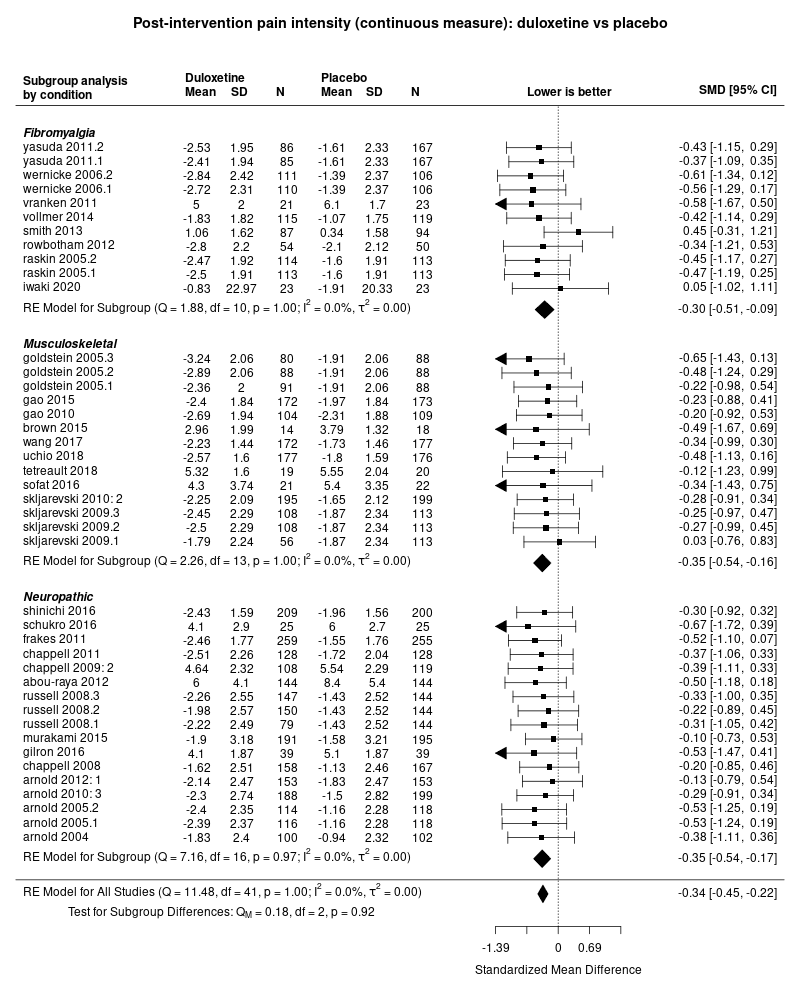 Post-intervention pain intensity (continuous measure): duloxetine vs placebo
Subgroup analysis by condition Duloxetine Placebo
Mean SD N Mean SD N Lower is better SMD [95% CI]
Fibromyalgia
yasuda 2011.2 -2.53 1.95 86 -1.61 2.33 167 -0.43 [-1.15, 0.29]
yasuda 2011.1 -2.41 1.94 85 -1.61 2.33 167 -0.37 [-1.09, 0.35]
wernicke 2006.2 -2.84 2.42 111 -1.39 2.37 106 -0.61 [-1.34, 0.12]
wernicke 2006.1 -2.72 2.31 110 -1.39 2.37 106 -0.56 [-1.29, 0.17]
vranken 2011 5 2 21 6.1 1.7 23 -0.58 [-1.67, 0.50]
vollmer 2014 -1.83 1.82 115 -1.07 1.75 119 -0.42 [-1.14, 0.29]
smith 2013 1.06 1.62 87 0.34 1.58 94 0.45 [-0.31, 1.21]
rowbotham 2012 -2.8 2.2 54 -2.1 2.12 50 -0.34 [-1.21, 0.53]
raskin 2005.2 -2.47 1.92 114 -1.6 1.91 113 -0.45 [-1.17, 0.27]
raskin 2005.1 -2.5 1.91 113 -1.6 1.91 113 -0.47 [-1.19, 0.25]
iwaki 2020 -0.83 22.97 23 -1.91 20.33 23 0.05 [-1.02, 1.11]
RE Model for Subgroup (Q = 1.88, df = 10, p = 1.00; I² = 0.0%, τ² = 0.00) -0.30 [-0.51, -0.09]
Musculoskeletal
goldstein 2005.3 -3.24 2.06 80 -1.91 2.06 88 -0.65 [-1.43, 0.13]
goldstein 2005.2 -2.89 2.06 88 -1.91 2.06 88 -0.48 [-1.24, 0.29]
goldstein 2005.1 -2.36 2 91 -1.91 2.06 88 -0.22 [-0.98, 0.54]
gao 2015 -2.4 1.84 172 -1.97 1.84 173 -0.23 [-0.88, 0.41]
gao 2010 -2.69 1.94 104 -2.31 1.88 109 -0.20 [-0.92, 0.53]
brown 2015 2.96 1.99 14 3.79 1.32 18 -0.49 [-1.67, 0.69]
wang 2017 -2.23 1.44 172 -1.73 1.46 177 -0.34 [-0.99, 0.30]
uchio 2018 -2.57 1.6 177 -1.8 1.59 176 -0.48 [-1.13, 0.16]
tetreault 2018 5.32 1.6 19 5.55 2.04 20 -0.12 [-1.23, 0.99]
sofat 2016 4.3 3.74 21 5.4 3.35 22 -0.34 [-1.43, 0.75]
skljarevski 2010: 2 -2.25 2.09 195 -1.65 2.12 199 -0.28 [-0.91, 0.34]
skljarevski 2009.3 -2.45 2.29 108 -1.87 2.34 113 -0.25 [-0.97, 0.47]
skljarevski 2009.2 -2.5 2.29 108 -1.87 2.34 113 -0.27 [-0.99, 0.45]
skljarevski 2009.1 -1.79 2.24 56 -1.87 2.34 113 0.03 [-0.76, 0.83]
RE Model for Subgroup (Q = 2.26, df = 13, p = 1.00; I² = 0.0%, τ² = 0.00) -0.35 [-0.54, -0.16]
Neuropathic
shinichi 2016 -2.43 1.59 209 -1.96 1.56 200 -0.30 [-0.92, 0.32]
schukro 2016 4.1 2.9 25 6 2.7 25 -0.67 [-1.72, 0.39]
frakes 2011 -2.46 1.77 259 -1.55 1.76 255 -0.52 [-1.10, 0.07]
chappell 2011 -2.51 2.26 128 -1.72 2.04 128 -0.37 [-1.06, 0.33]
chappell 2009: 2 4.64 2.32 108 5.54 2.29 119 -0.39 [-1.11, 0.33]
abou-raya 2012 6 4.1 144 8.4 5.4 144 -0.50 [-1.18, 0.18]
russell 2008.3 -2.26 2.55 147 -1.43 2.52 144 -0.33 [-1.00, 0.35]
russell 2008.2 -1.98 2.57 150 -1.43 2.52 144 -0.22 [-0.89, 0.45]
russell 2008.1 -2.22 2.49 79 -1.43 2.52 144 -0.31 [-1.05, 0.42]
murakami 2015 -1.9 3.18 191 -1.58 3.21 195 -0.10 [-0.73, 0.53]
gilron 2016 4.1 1.87 39 5.1 1.87 39 -0.53 [-1.47, 0.41]
chappell 2008 -1.62 2.51 158 -1.13 2.46 167 -0.20 [-0.85, 0.46]
arnold 2012: 1 -2.14 2.47 153 -1.83 2.47 153 -0.13 [-0.79, 0.54]
arnold 2010: 3 -2.3 2.74 188 -1.5 2.82 199 -0.29 [-0.91, 0.34]
arnold 2005.2 -2.4 2.35 114 -1.16 2.28 118 -0.53 [-1.25, 0.19]
arnold 2005.1 -2.39 2.37 116 -1.16 2.28 118 -0.53 [-1.24, 0.19]
arnold 2004 -1.83 2.4 100 -0.94 2.32 102 -0.38 [-1.11, 0.36]
RE Model for Subgroup (Q = 7.16, df = 16, p = 0.97; I² = 0.0%, τ² = 0.00) -0.35 [-0.54, -0.17]
RE Model for All Studies (Q = 11.48, df = 41, p = 1.00; I² = 0.0%, τ² = 0.00) -0.34 [-0.45, -0.22]
Test for Subgroup Differences: Q_M = 0.18, df = 2, p = 0.92
-1.39 0 0.69
Standardized Mean Difference